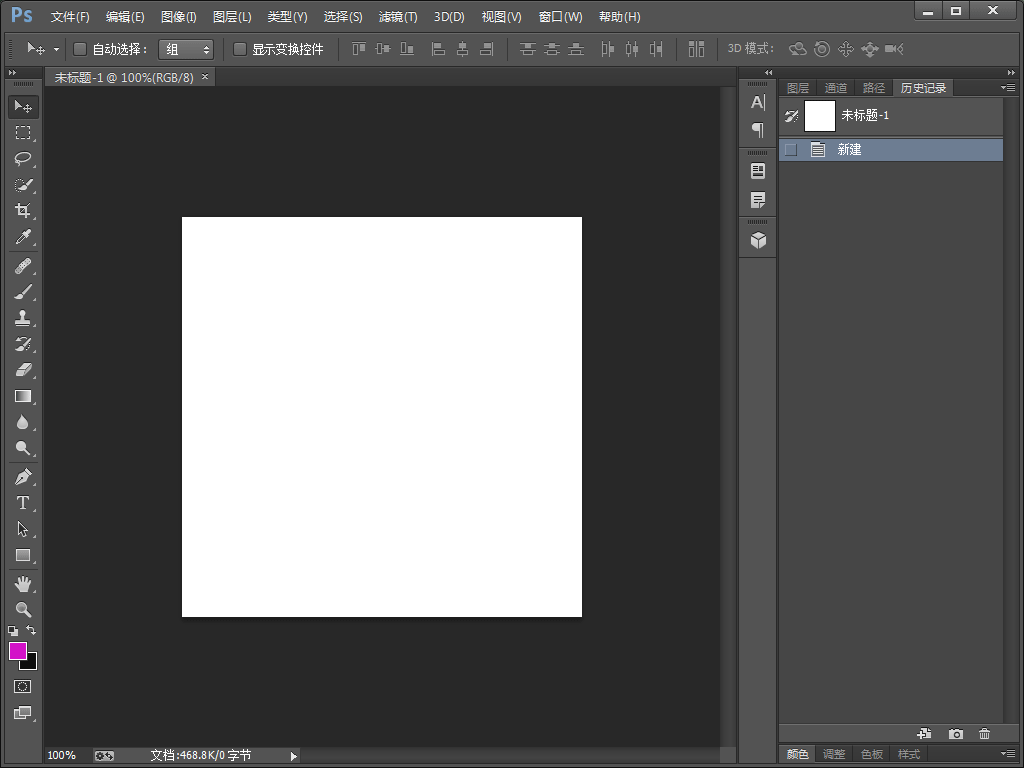 Ps 文件(F) 编辑(E) 图像(I) 图层(L) 类型(Y) 选择(S) 滤镜(T) 3D(D) 视图(V) 窗口(W) 帮助(H)
自动选择： 组 显示变换控件 3D 模式：
未标题-1 @ 100%(RGB/8) ×
图层 通道 路径 历史记录
未标题-1
新建
100% 文档:468.8K/0 字节
颜色 调整 色板 样式